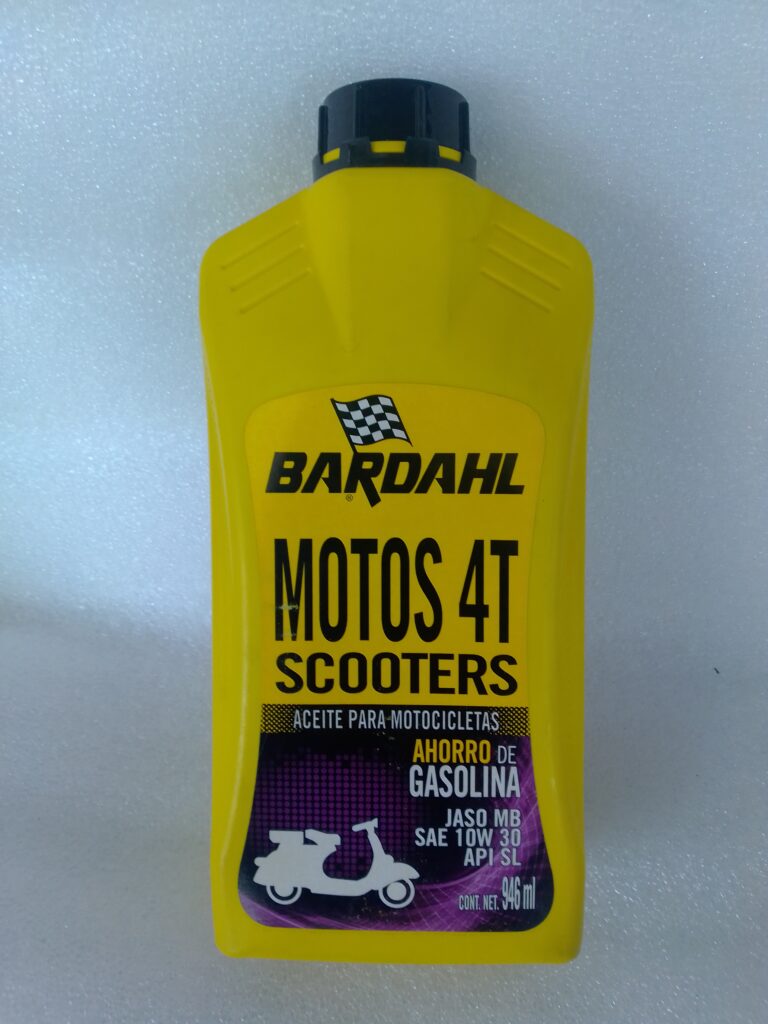 BARDAHL
®
MOTOS 4T
SCOOTERS
ACEITE PARA MOTOCICLETAS
AHORRO DE
GASOLINA
JASO MB
SAE 10W 30
API SL
CONT. NET. 946 ml